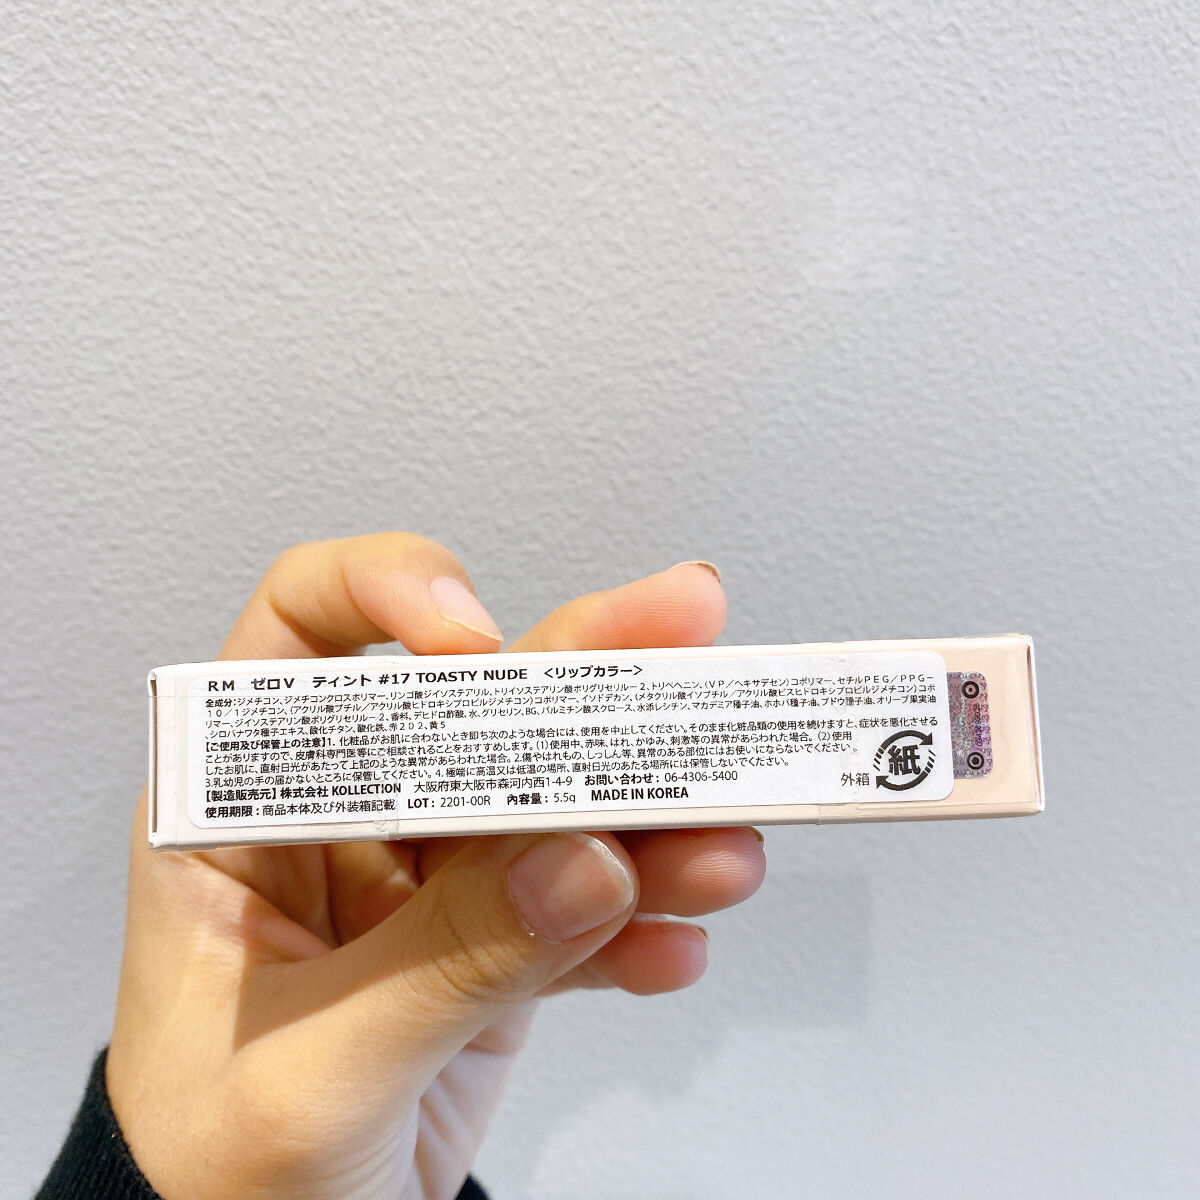 RM ゼロV ティント #17 TOASTY NUDE <リップカラー>
全成分:ジメチコン、ジメチコンクロスポリマー、リンゴ酸ジイソステアリル、トリイソステアリン酸ポリグリセリル-2、トリベヘニン、(VP/ヘキサデセン)コポリマー、セチルPEG/PPG-
10/1ジメチコン、(アクリル酸ブチル/アクリル酸ヒドロキシプロピルジメチコン)コポリマー、イソドデカン、(メタクリル酸イソブチル/アクリル酸ビスヒドロキシプロピルジメチコン)コポ
リマー、ジイソステアリン酸ポリグリセリル-2、香料、デヒドロ酢酸、水、グリセリン、BG、パルミチン酸スクロース、水添レシチン、マカデミア種子油、ホホバ種子油、ブドウ種子油、オリーブ果実油
、シロバナワタ種子エキス、酸化チタン、酸化鉄、赤202、黄5
【ご使用及び保管上の注意】1. 化粧品がお肌に合わないとき即ち次のような場合には、使用を中止してください。そのまま化粧品類の使用を続けますと、症状を悪化させる
ことがありますので、皮膚科専門医等にご相談されることをおすすめします。(1)使用中、赤味、はれ、かゆみ、刺激等の異常があらわれた場合。(2)使用
したお肌に、直射日光があたって上記のような異常があらわれた場合。2.傷やはれもの、しっしん等、異常のある部位にはお使いにならないでください。
3.乳幼児の手の届かないところに保管してください。4. 極端に高温又は低温の場所、直射日光のあたる場所には保管しないでください。
【製造販売元】株式会社 KOLLECTION 大阪府東大阪市森河内西1-4-9 お問い合わせ: 06-4306-5400
使用期限:商品本体及び外装箱記載 LOT: 2201-00R 内容量: 5.5g MADE IN KOREA
外箱
紙